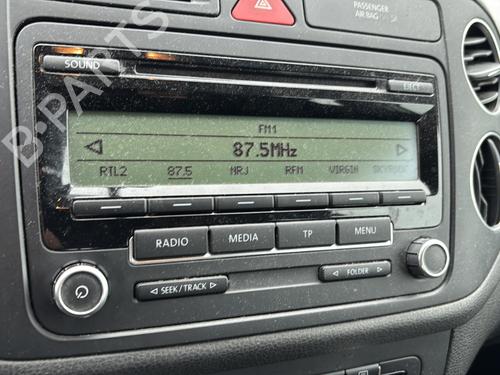 PASSENGER
AIR BAG
SOUND
EJECT
FM1
87.5MHz
RTL2 87.5 NRJ RFM VIRGIN SKYROCK
RADIO MEDIA TP MENU
◁ SEEK / TRACK ▷
◁ FOLDER ▷
B-PARTS